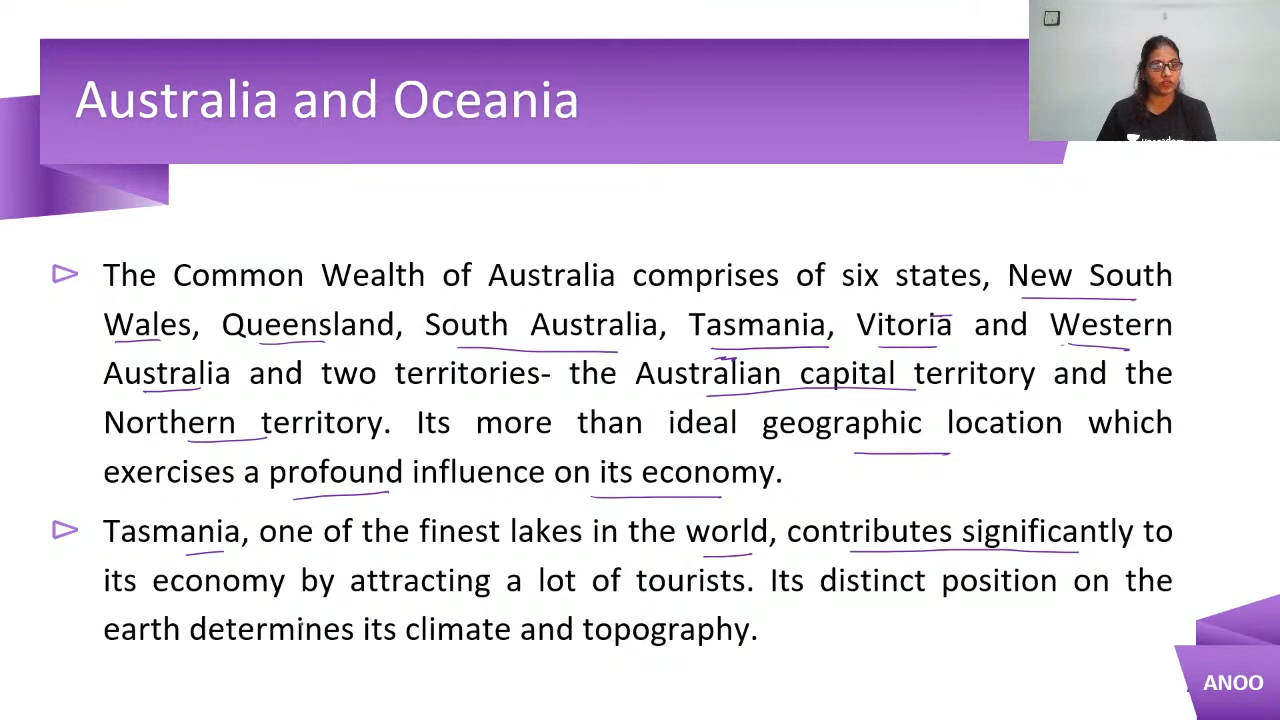 Australia and Oceania
The Common Wealth of Australia comprises of six states, New South
Wales, Queensland, South Australia, Tasmania, Vitoria and Western
Australia and two territories- the Australian capital territory and the
Northern territory. Its more than ideal geographic location which
exercises a profound influence on its economy.
Tasmania, one of the finest lakes in the world, contributes significantly to
its economy by attracting a lot of tourists. Its distinct position on the
earth determines its climate and topography.
ANOO